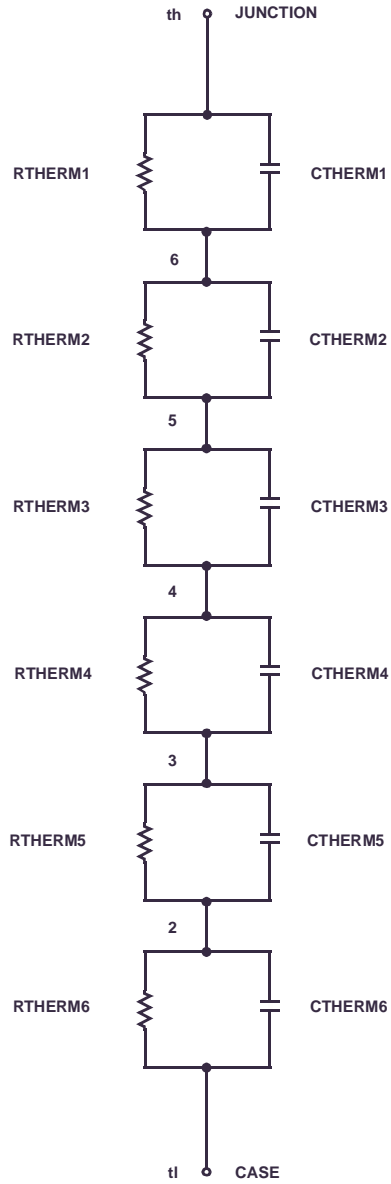 th JUNCTION
RTHERM1 CTHERM1
6
RTHERM2 CTHERM2
5
RTHERM3 CTHERM3
4
RTHERM4 CTHERM4
3
RTHERM5 CTHERM5
2
RTHERM6 CTHERM6
tl CASE